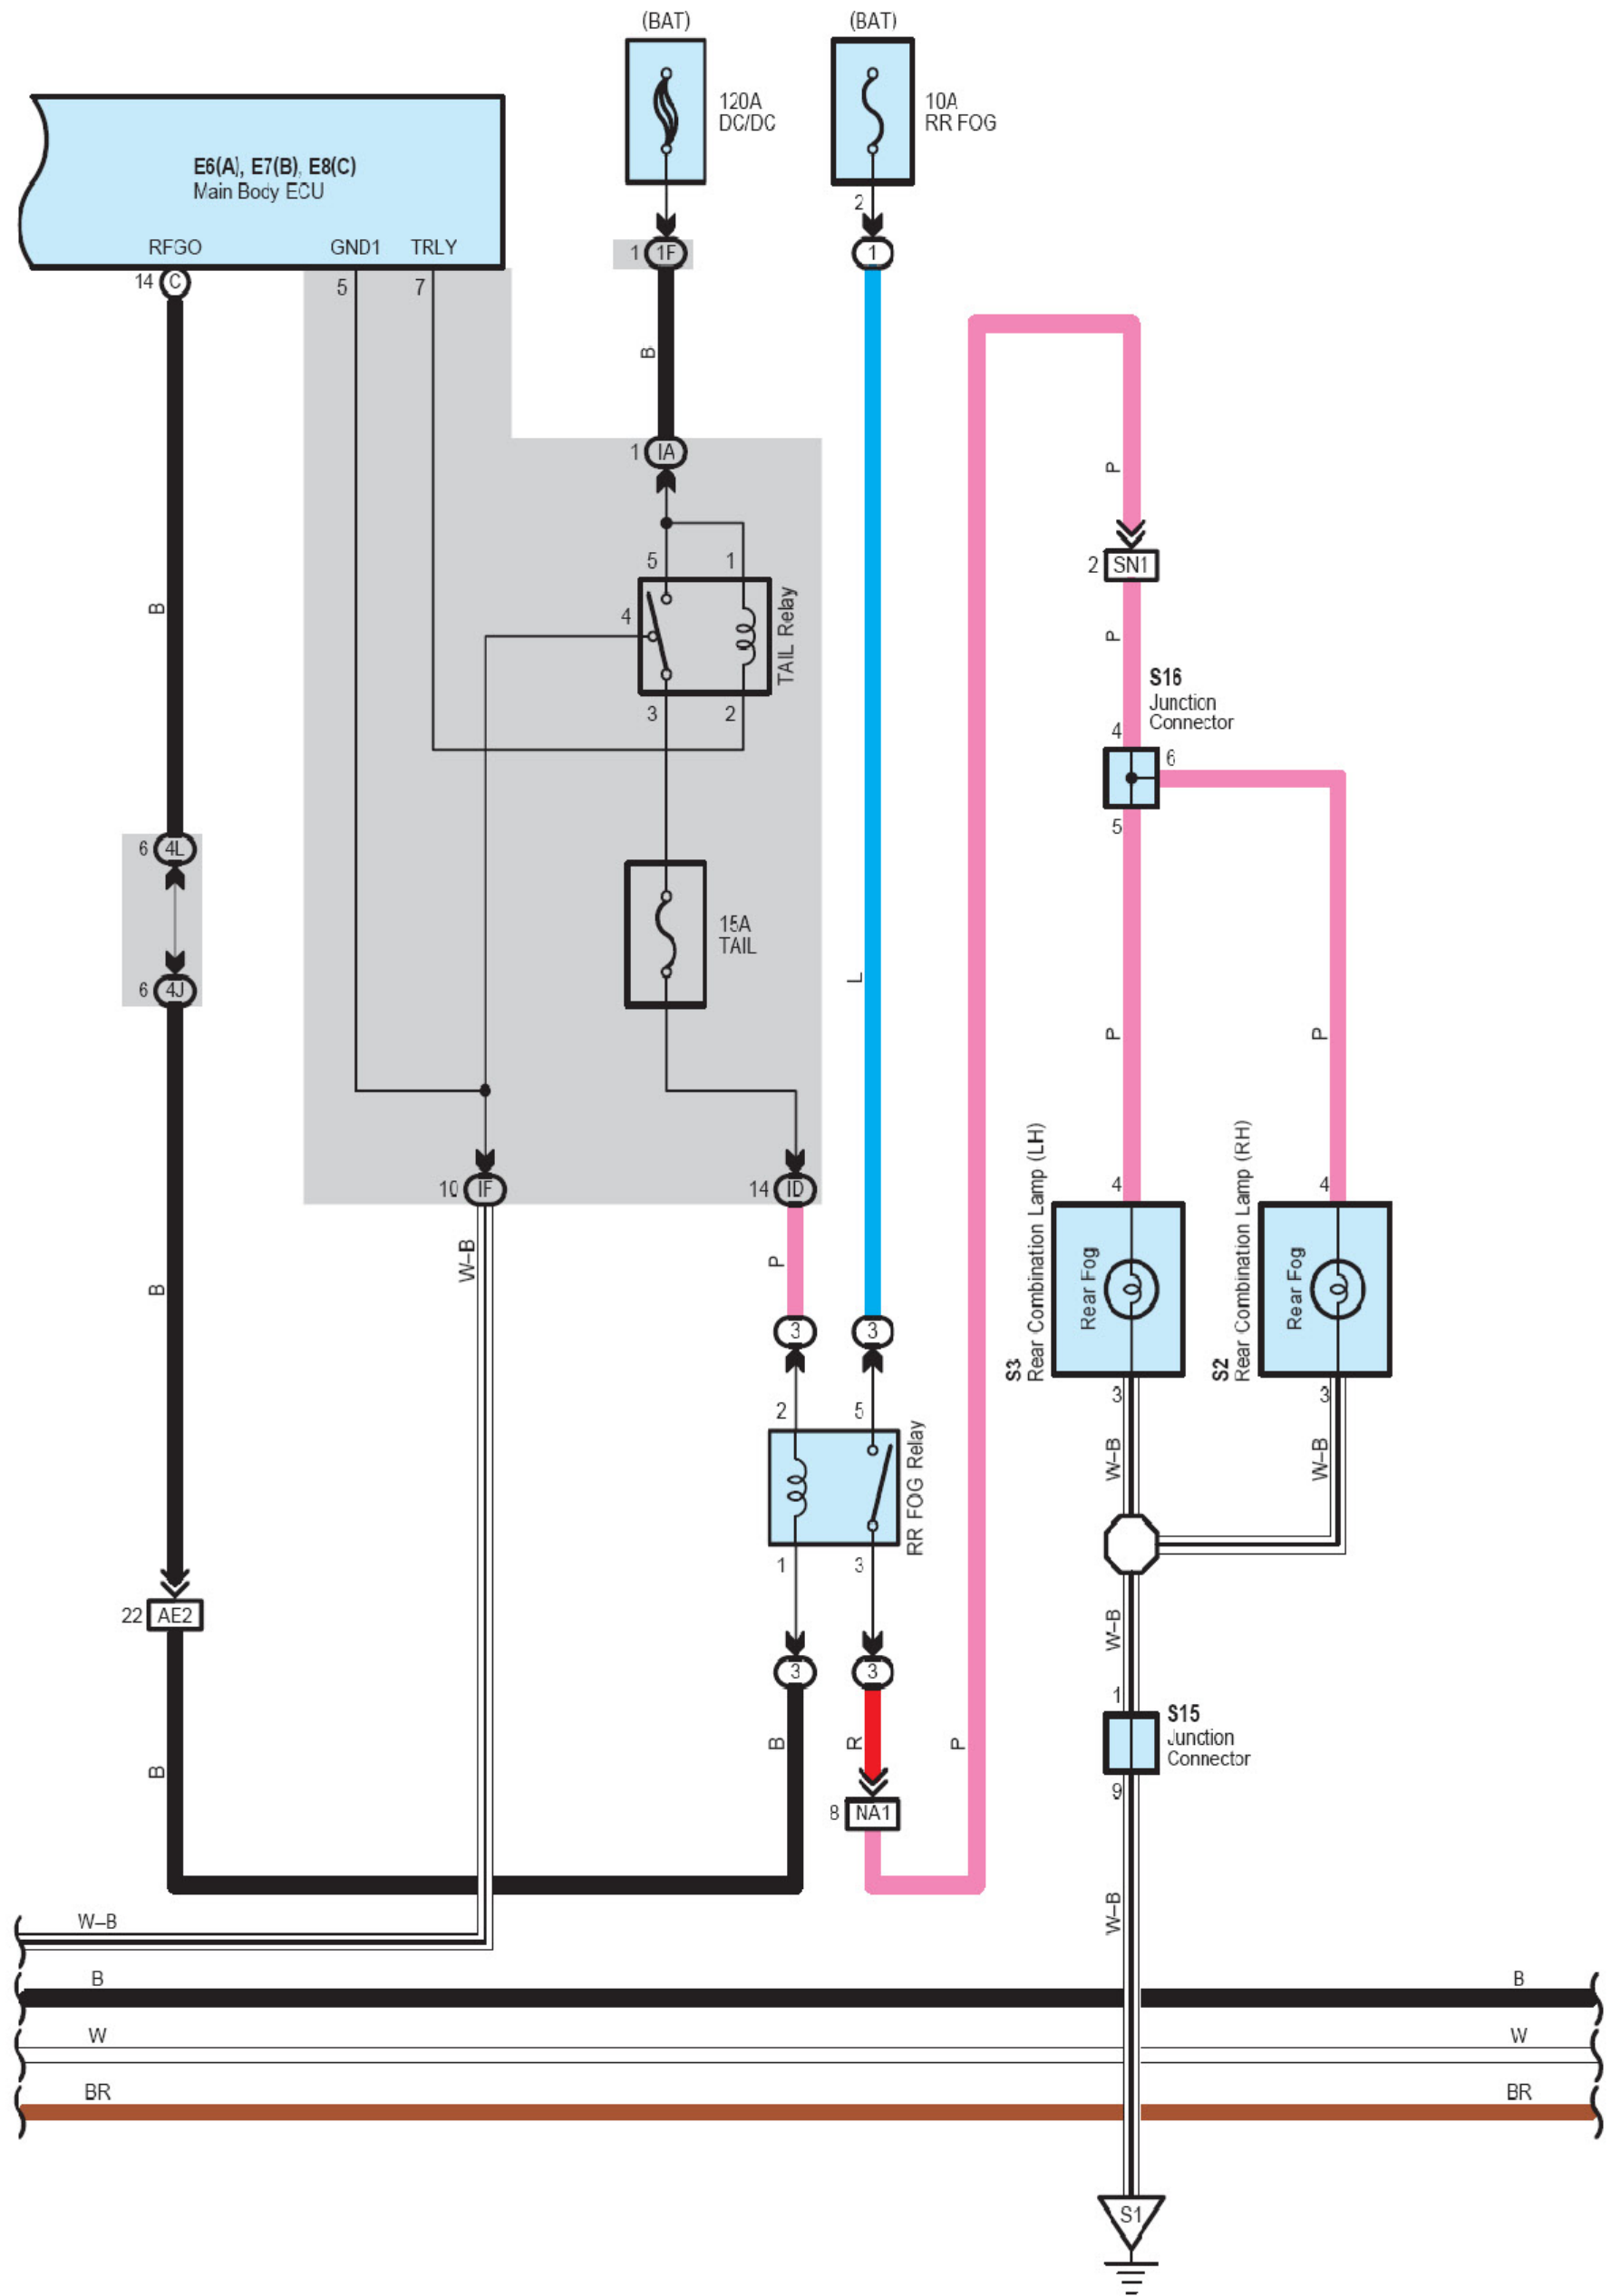 (BAT)
(BAT)
120A
DC/DC
10A
RR FOG
E6(A), E7(B), E8(C)
Main Body ECU
RFGO
GND1
TRLY
2
1
1F
1
14
C
5
7
B
P
1
IA
5
1
4
TAIL Relay
3
2
2
SN1
B
P
S16
Junction
Connector
4
6
5
6
4L
15A
TAIL
6
4J
L
P
P
10
IF
14
ID
4
4
W–B
P
B
S3
Rear Combination Lamp (LH)
Rear Fog
S2
Rear Combination Lamp (RH)
Rear Fog
3
3
3
3
2
5
RR FOG Relay
1
3
W–B
W–B
22
AE2
W–B
3
3
1
S15
Junction
Connector
9
B
B
R
P
8
NA1
W–B
W–B
B
B
W
W
BR
BR
S1